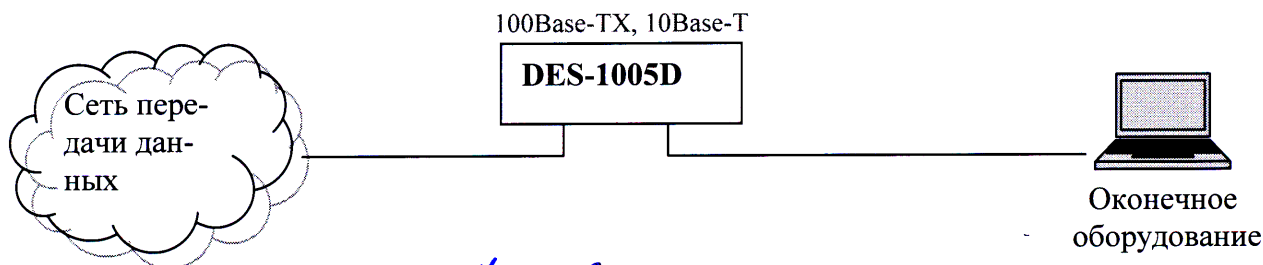 100Base-TX, 10Base-T
DES-1005D
Сеть пере-
дачи дан-
ных
Оконечное
оборудование